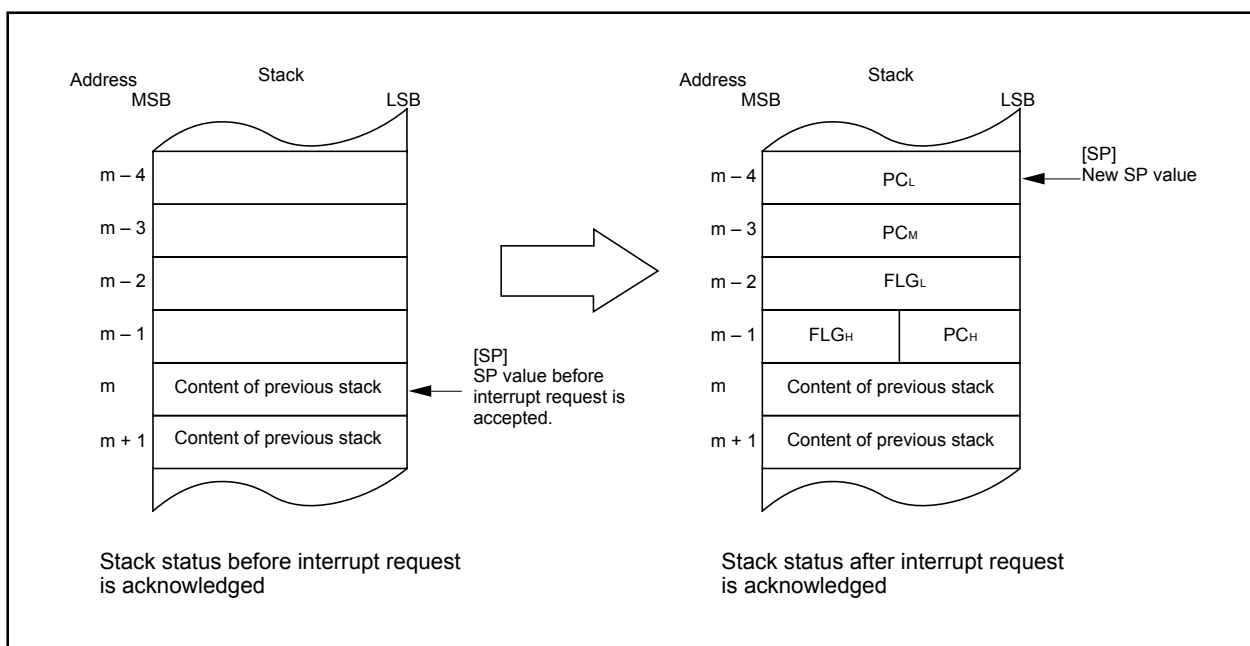 Address
MSB
Stack
LSB
m – 4
m – 3
m – 2
m – 1
m
Content of previous stack
m + 1
Content of previous stack
[SP]
SP value before
interrupt request is
accepted.
Stack status before interrupt request
is acknowledged
Address
MSB
Stack
LSB
m – 4
PCL
[SP]
New SP value
m – 3
PCM
m – 2
FLGL
m – 1
FLGH
PCH
m
Content of previous stack
m + 1
Content of previous stack
Stack status after interrupt request
is acknowledged